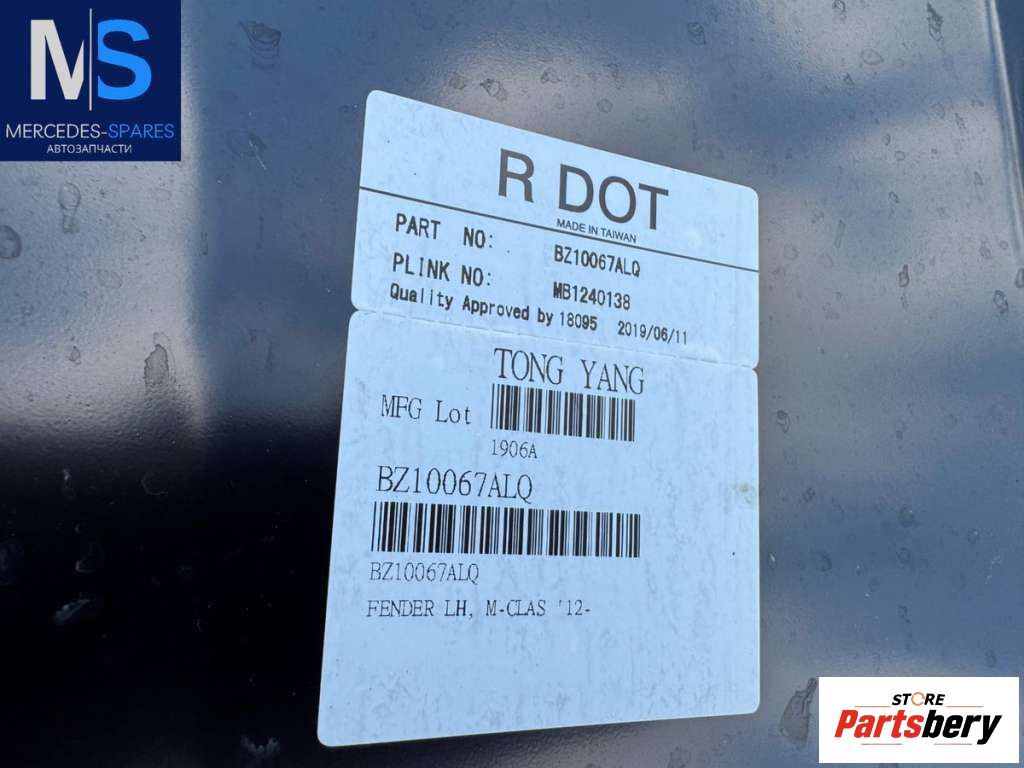 MS
MERCEDES-SPARES
АВТОЗАПЧАСТИ
R DOT
MADE IN TAIWAN
PART NO: BZ10067ALQ
PLINK NO: MB1240138
Quality Approved by 18095 2019/06/11
TONG YANG
MFG Lot
1906A
BZ10067ALQ
BZ10067ALQ
FENDER LH, M-CLAS '12-
STORE
Partsbery